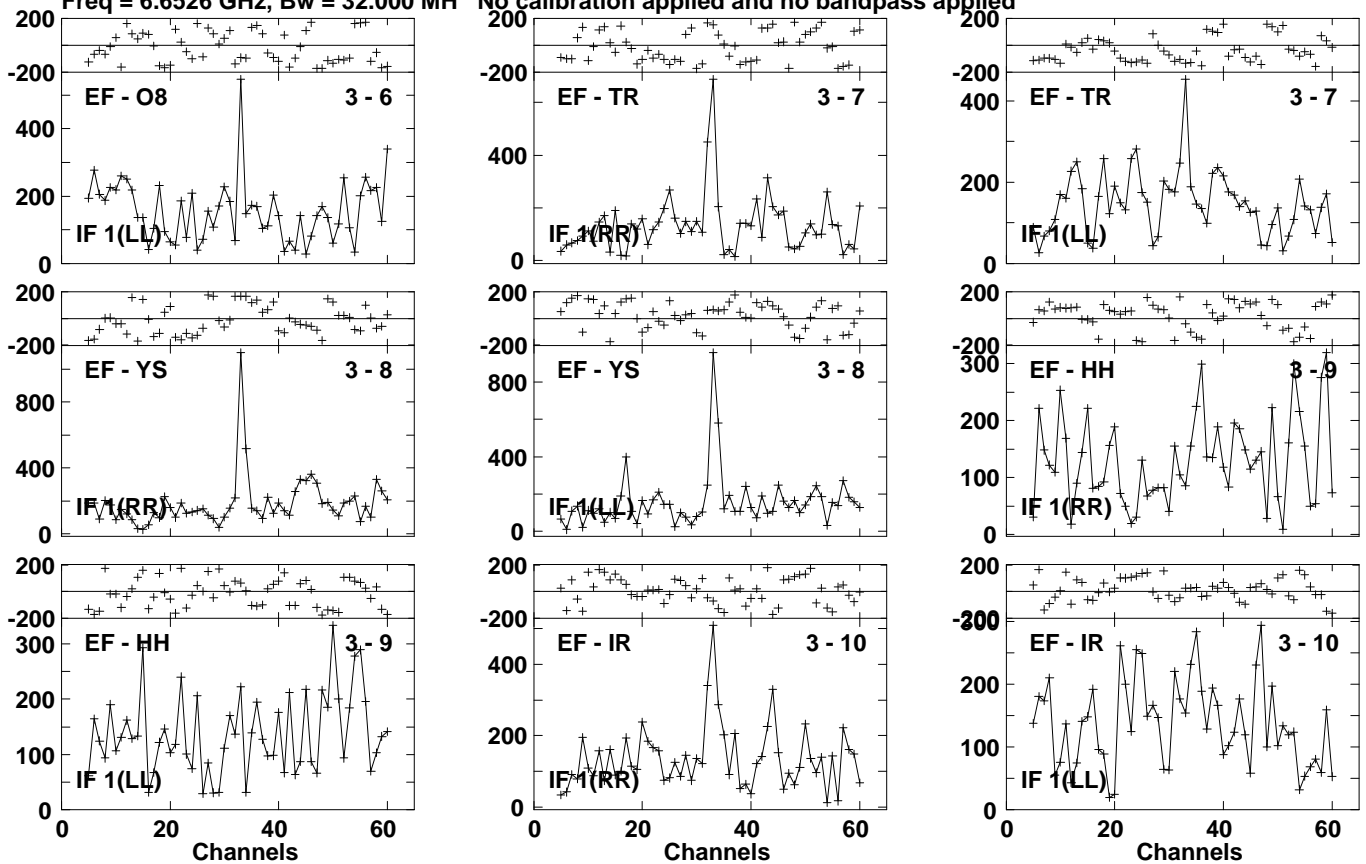 Freq = 6.6526 GHz, Bw = 32.000 MH No calibration applied and no bandpass applied
200
-200
EF - O8 3 - 6
400
200
0
IF 1(LL)
200
-200
EF - TR 3 - 7
400
0
IF 1(RR)
200
-200
EF - TR 3 - 7
400
200
0
IF 1(LL)
200
-200
EF - YS 3 - 8
800
400
0
IF 1(RR)
200
-200
EF - YS 3 - 8
800
400
0
IF 1(LL)
200
-200
EF - HH 3 - 9
300
200
100
0
IF 1(RR)
200
-200
EF - HH 3 - 9
300
200
100
0
IF 1(LL)
0 20 40 60
Channels
200
-200
EF - IR 3 - 10
400
200
0
IF 1(RR)
0 20 40 60
Channels
200
-200
300
EF - IR 3 - 10
200
100
0
IF 1(LL)
0 20 40 60
Channels